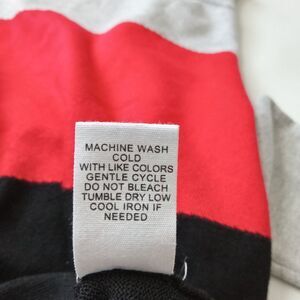 MACHINE WASH
COLD
WITH LIKE COLORS
GENTLE CYCLE
DO NOT BLEACH
TUMBLE DRY LOW
COOL IRON IF
NEEDED